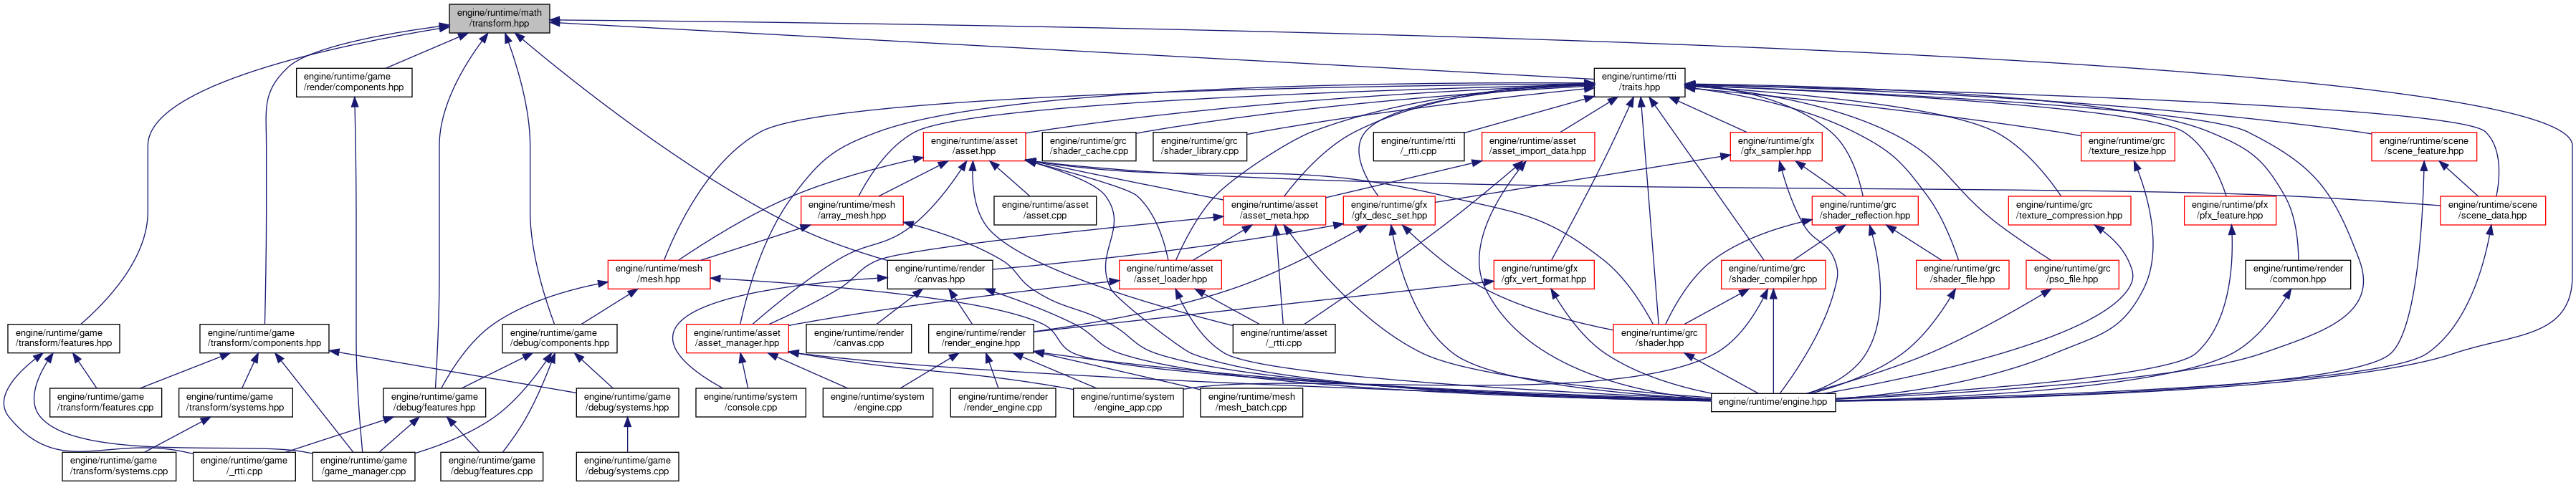 engine/runtime/math
/transform.hpp
engine/runtime/game
/render/components.hpp
engine/runtime/rtti
/traits.hpp
engine/runtime/asset
/asset.hpp
engine/runtime/grc
/shader_cache.cpp
engine/runtime/grc
/shader_library.cpp
engine/runtime/rtti
/_rtti.cpp
engine/runtime/asset
/asset_import_data.hpp
engine/runtime/gfx
/gfx_sampler.hpp
engine/runtime/grc
/texture_resize.hpp
engine/runtime/scene
/scene_feature.hpp
engine/runtime/mesh
/array_mesh.hpp
engine/runtime/asset
/asset.cpp
engine/runtime/asset
/asset_meta.hpp
engine/runtime/gfx
/gfx_desc_set.hpp
engine/runtime/grc
/shader_reflection.hpp
engine/runtime/grc
/texture_compression.hpp
engine/runtime/pfx
/pfx_feature.hpp
engine/runtime/scene
/scene_data.hpp
engine/runtime/mesh
/mesh.hpp
engine/runtime/render
/canvas.hpp
engine/runtime/asset
/asset_loader.hpp
engine/runtime/gfx
/gfx_vert_format.hpp
engine/runtime/grc
/shader_compiler.hpp
engine/runtime/grc
/shader_file.hpp
engine/runtime/grc
/pso_file.hpp
engine/runtime/render
/common.hpp
engine/runtime/game
/transform/features.hpp
engine/runtime/game
/transform/components.hpp
engine/runtime/game
/debug/components.hpp
engine/runtime/asset
/asset_manager.hpp
engine/runtime/render
/canvas.cpp
engine/runtime/render
/render_engine.hpp
engine/runtime/asset
/_rtti.cpp
engine/runtime/grc
/shader.hpp
engine/runtime/game
/transform/features.cpp
engine/runtime/game
/transform/systems.hpp
engine/runtime/game
/debug/features.hpp
engine/runtime/game
/debug/systems.hpp
engine/runtime/system
/console.cpp
engine/runtime/system
/engine.cpp
engine/runtime/render
/render_engine.cpp
engine/runtime/system
/engine_app.cpp
engine/runtime/mesh
/mesh_batch.cpp
engine/runtime/engine.hpp
engine/runtime/game
/transform/systems.cpp
engine/runtime/game
/_rtti.cpp
engine/runtime/game
/game_manager.cpp
engine/runtime/game
/debug/features.cpp
engine/runtime/game
/debug/systems.cpp